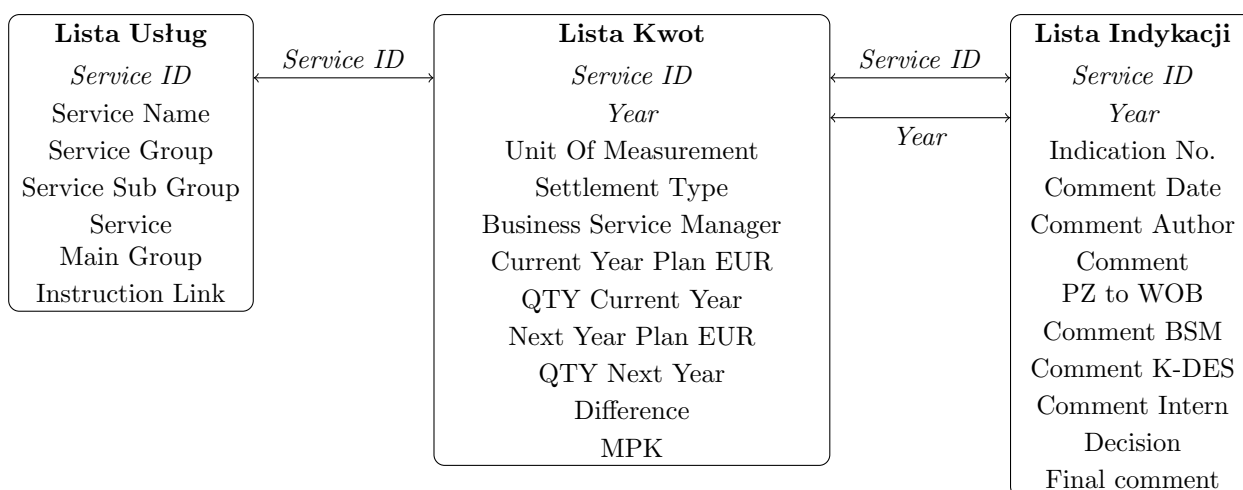 Lista Usług
Service ID
Service Name
Service Group
Service Sub Group
Service
Main Group
Instruction Link
Service ID
Lista Kwot
Service ID
Year
Unit Of Measurement
Settlement Type
Business Service Manager
Current Year Plan EUR
QTY Current Year
Next Year Plan EUR
QTY Next Year
Difference
MPK
Service ID
Year
Lista Indykacji
Service ID
Year
Indication No.
Comment Date
Comment Author
Comment
PZ to WOB
Comment BSM
Comment K-DES
Comment Intern
Decision
Final comment